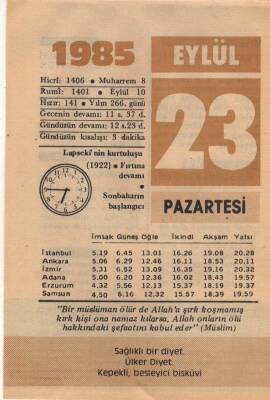 1985
EYLÜL
Hicrî: 1406 • Muharrem 8
Rumî: 1401 • Eylül 10
Hızır: 141 • Yılın 266. günü
Gecenin devamı: 11 s. 37 d.
Gündüzün devamı: 12 s.23 d.
Gündüzün kısalışı: 3 dakika
23
Lapseki'nin kurtuluşu
(1922) • Fırtına
devamı
•
Sonbaharın
başlangıcı
PAZARTESİ
İmsak Güneş Öğle İkindi Akşam Yatsı
İstanbul 5.19 6.45 13.01 16.26 19.08 20.28
Ankara 5.06 6.29 12.46 16.11 18.53 20.11
İzmir 5.31 6.52 13.09 16.35 19.16 20.32
Adana 5.00 6.20 12.36 16.02 18.43 19.57
Erzurum 4.32 5.56 12.13 15.37 18.19 19.37
Samsun 4.50 6.16 12.32 15.57 18.39 19.59
"Bir müslüman ölür de Allah'a şirk koşmamış
kırk kişi ona namaz kılarsa, Allah onların ölü
hakkındaki şefaatını kabul eder" (Müslim)
Sağlıklı bir diyet.
Ülker Diyet.
Kepekli, besleyici bisküvi